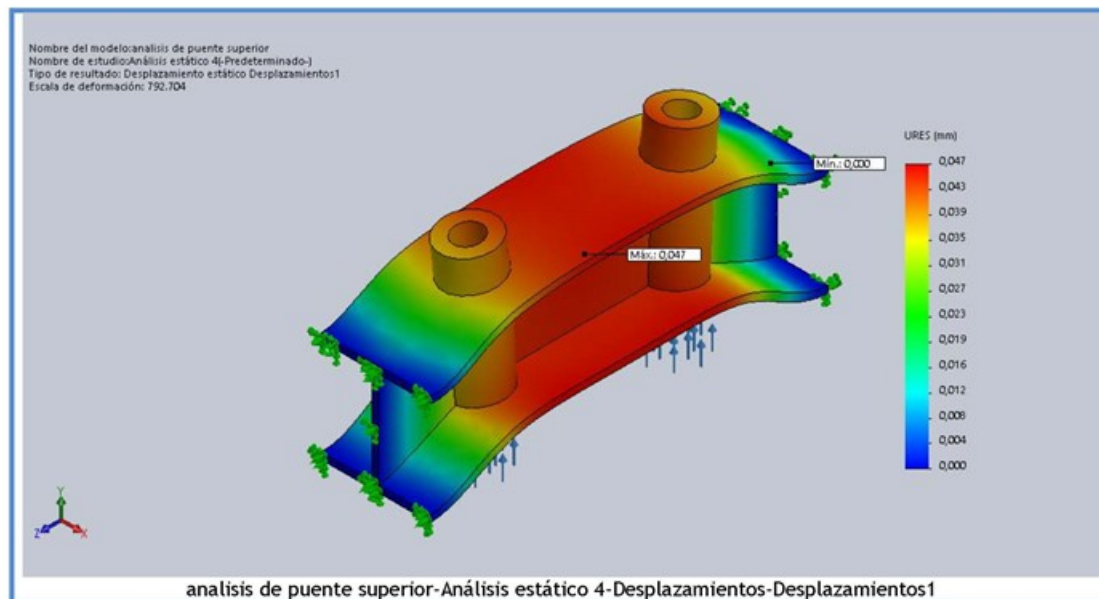 Nombre del modelo:analisis de puente superior
Nombre de estudio:Análisis estático 4(-Predeterminado-)
Tipo de resultado: Desplazamiento estático Desplazamientos1
Escala de deformación: 792.704
URES (mm)
0,047
0,043
0,039
0,035
0,031
0,027
0,023
0,020
0,016
0,012
0,008
0,004
0,000
Mín.: 0,000
Máx.: 0,047
Y
Z
X
analisis de puente superior-Análisis estático 4-Desplazamientos-Desplazamientos1